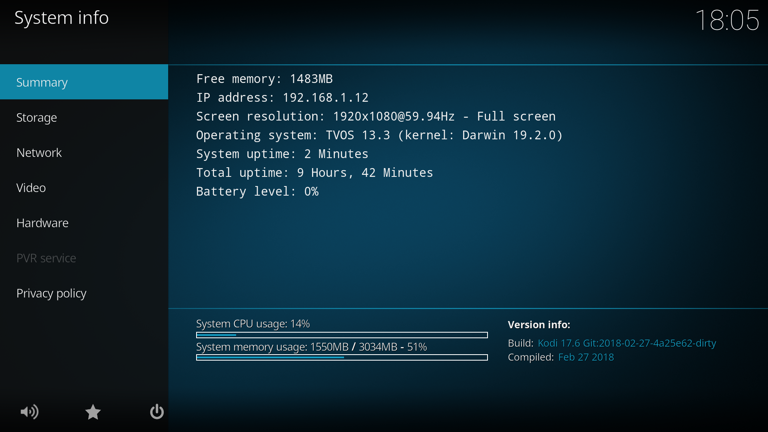 System info
18:05
Summary
Storage
Network
Video
Hardware
PVR service
Privacy policy
Free memory: 1483MB
IP address: 192.168.1.12
Screen resolution: 1920x1080@59.94Hz - Full screen
Operating system: TVOS 13.3 (kernel: Darwin 19.2.0)
System uptime: 2 Minutes
Total uptime: 9 Hours, 42 Minutes
Battery level: 0%
System CPU usage: 14%
System memory usage: 1550MB / 3034MB - 51%
Version info:
Build: Kodi 17.6 Git:2018-02-27-4a25e62-dirty
Compiled: Feb 27 2018